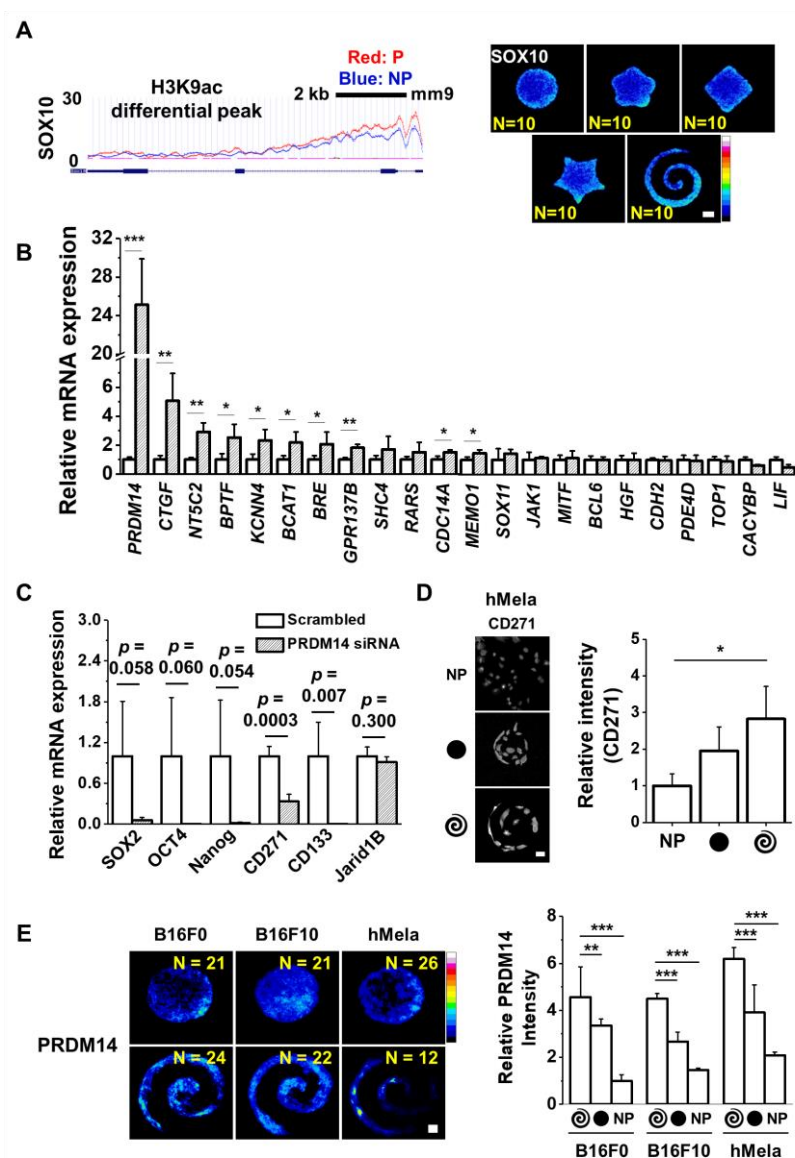 A
Red: P
Blue: NP
H3K9ac
differential peak
2 kb
mm9
SOX10
30
0
SOX10
N=10
N=10
N=10
N=10
N=10
B
Relative mRNA expression
32
28
24
20
6
4
2
0
***
**
**
*
*
*
*
**
*
*
PRDM14
CTGF
NT5C2
BPTF
KCNN4
BCAT1
BRE
GPR137B
SHC4
RARS
CDC14A
MEMO1
SOX11
JAK1
MITF
BCL6
HGF
CDH2
PDE4D
TOP1
CACYBP
LIF
C
Relative mRNA expression
3.0
2.4
1.8
1.2
0.6
0.0
Scrambled
PRDM14 siRNA
p =
0.058
p =
0.060
p =
0.054
p =
0.0003
p =
0.007
p =
0.300
SOX2
OCT4
Nanog
CD271
CD133
Jarid1B
D
hMela
CD271
NP
Relative intensity
(CD271)
5
4
3
2
1
0
*
NP
E
B16F0
B16F10
hMela
PRDM14
N = 21
N = 21
N = 26
N = 24
N = 22
N = 12
Relative PRDM14
Intensity
8
6
4
2
0
***
**
***
***
***
***
NP
NP
NP
B16F0
B16F10
hMela